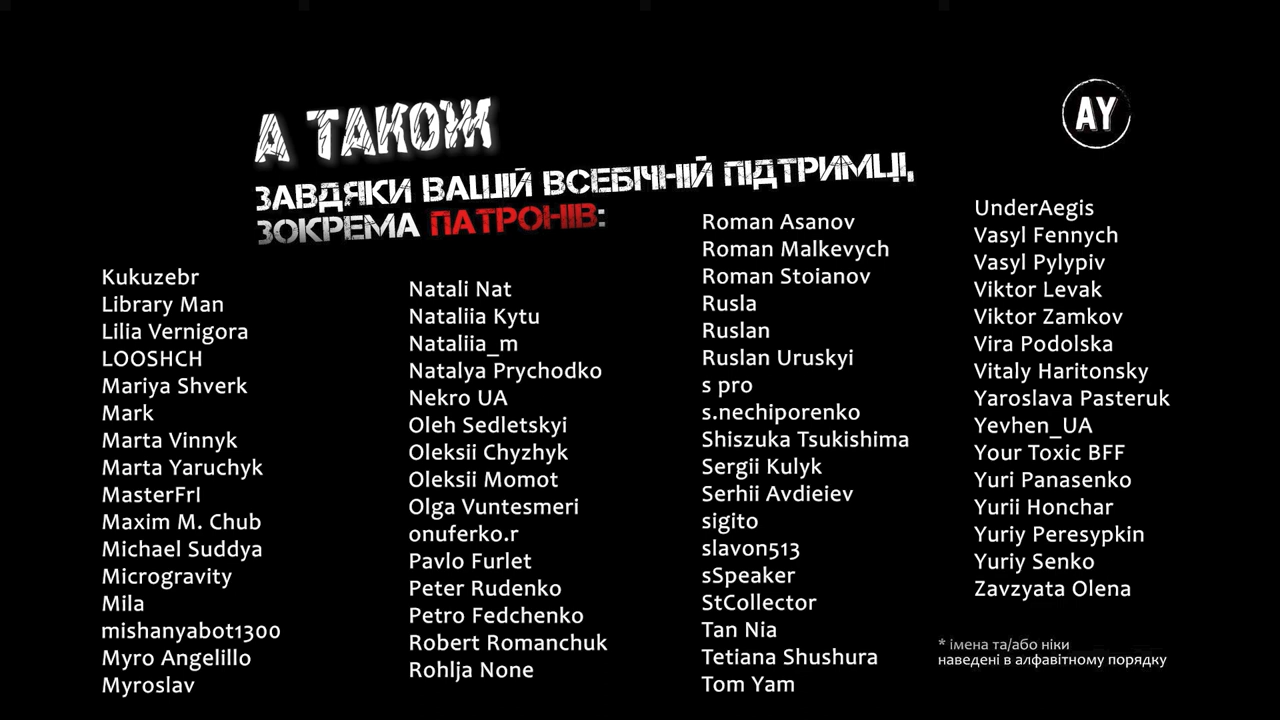 А ТАКОЖ
AY
ЗАВДЯКИ ВАШІЙ ВСЕБІЧНІЙ ПІДТРИМЦІ,
ЗОКРЕМА ПАТРОНІВ:
Kukuzebr
Library Man
Lilia Vernigora
LOOSHCH
Mariya Shverk
Mark
Marta Vinnyk
Marta Yaruchyk
MasterFrI
Maxim M. Chub
Michael Suddya
Microgravity
Mila
mishanyabot1300
Myro Angelillo
Myroslav
Natali Nat
Nataliia Kytu
Nataliia_m
Natalya Prychodko
Nekro UA
Oleh Sedletskyi
Oleksii Chyzhyk
Oleksii Momot
Olga Vuntesmeri
onuferko.r
Pavlo Furlet
Peter Rudenko
Petro Fedchenko
Robert Romanchuk
Rohlja None
Roman Asanov
Roman Malkevych
Roman Stoianov
Rusla
Ruslan
Ruslan Uruskyi
s pro
s.nechiporenko
Shiszuka Tsukishima
Sergii Kulyk
Serhii Avdieiev
sigito
slavon513
sSpeaker
StCollector
Tan Nia
Tetiana Shushura
Tom Yam
UnderAegis
Vasyl Fennych
Vasyl Pylypiv
Viktor Levak
Viktor Zamkov
Vira Podolska
Vitaly Haritonsky
Yaroslava Pasteruk
Yevhen_UA
Your Toxic BFF
Yuri Panasenko
Yurii Honchar
Yuriy Peresypkin
Yuriy Senko
Zavzyata Olena
* імена та/або ніки
наведені в алфавітному порядку